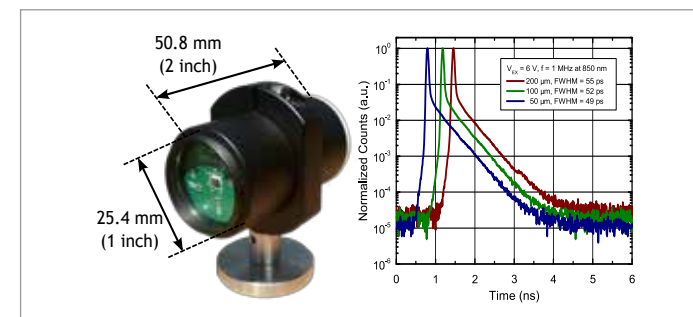 50.8 mm
(2 inch)
25.4 mm
(1 inch)
Normalized Counts (a.u.)
10⁰
10⁻¹
10⁻²
10⁻³
10⁻⁴
10⁻⁵
10⁻⁶
V_EX = 6 V, f = 1 MHz at 850 nm
200 µm, FWHM = 55 ps
100 µm, FWHM = 52 ps
50 µm, FWHM = 49 ps
0 1 2 3 4 5 6
Time (ns)